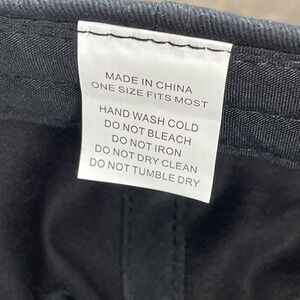 MADE IN CHINA
ONE SIZE FITS MOST
HAND WASH COLD
DO NOT BLEACH
DO NOT IRON
DO NOT DRY CLEAN
DO NOT TUMBLE DRY